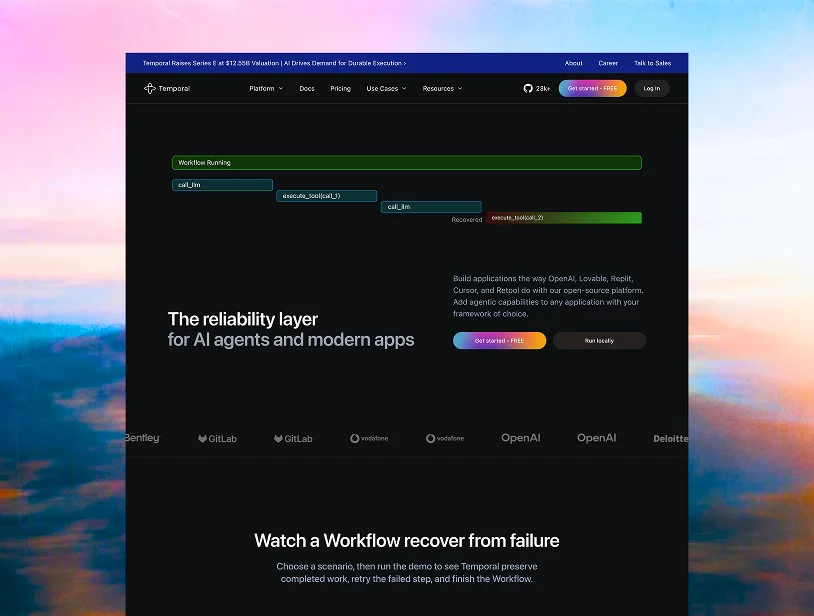 Temporal Raises Series E at $12.55B Valuation | AI Drives Demand for Durable Execution ›
About
Career
Talk to Sales
Temporal
Platform
Docs
Pricing
Use Cases
Resources
23k+
Get started - FREE
Log in
Workflow Running
call_llm
execute_tool(call_1)
call_llm
Recovered
execute_tool(call_2)
Build applications the way OpenAI, Lovable, Replit,
Cursor, and Retool do with our open-source platform.
Add agentic capabilities to any application with your
framework of choice.
The reliability layer
for AI agents and modern apps
Get started - FREE
Run locally
Bentley
GitLab
GitLab
vodafone
vodafone
OpenAI
OpenAI
Deloitte
Watch a Workflow recover from failure
Choose a scenario, then run the demo to see Temporal preserve
completed work, retry the failed step, and finish the Workflow.